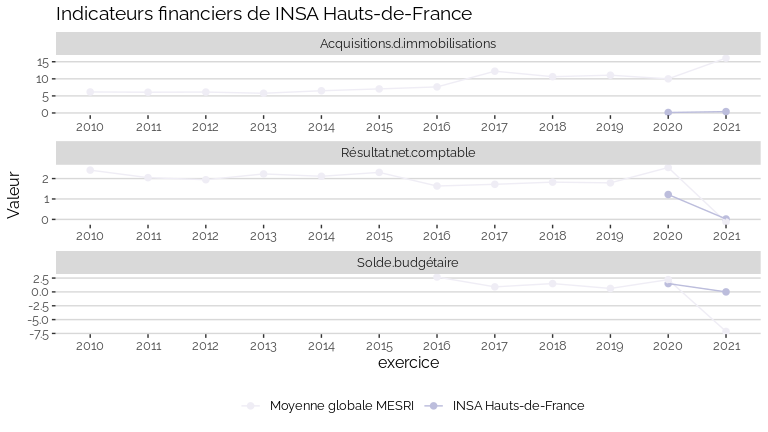 Indicateurs financiers de INSA Hauts-de-France
Acquisitions.d.immobilisations
15
10
5
0
2010 2011 2012 2013 2014 2015 2016 2017 2018 2019 2020 2021
Résultat.net.comptable
2
1
0
2010 2011 2012 2013 2014 2015 2016 2017 2018 2019 2020 2021
Solde.budgétaire
2.5
0.0
-2.5
-5.0
-7.5
2010 2011 2012 2013 2014 2015 2016 2017 2018 2019 2020 2021
Valeur
exercice
Moyenne globale MESRI INSA Hauts-de-France